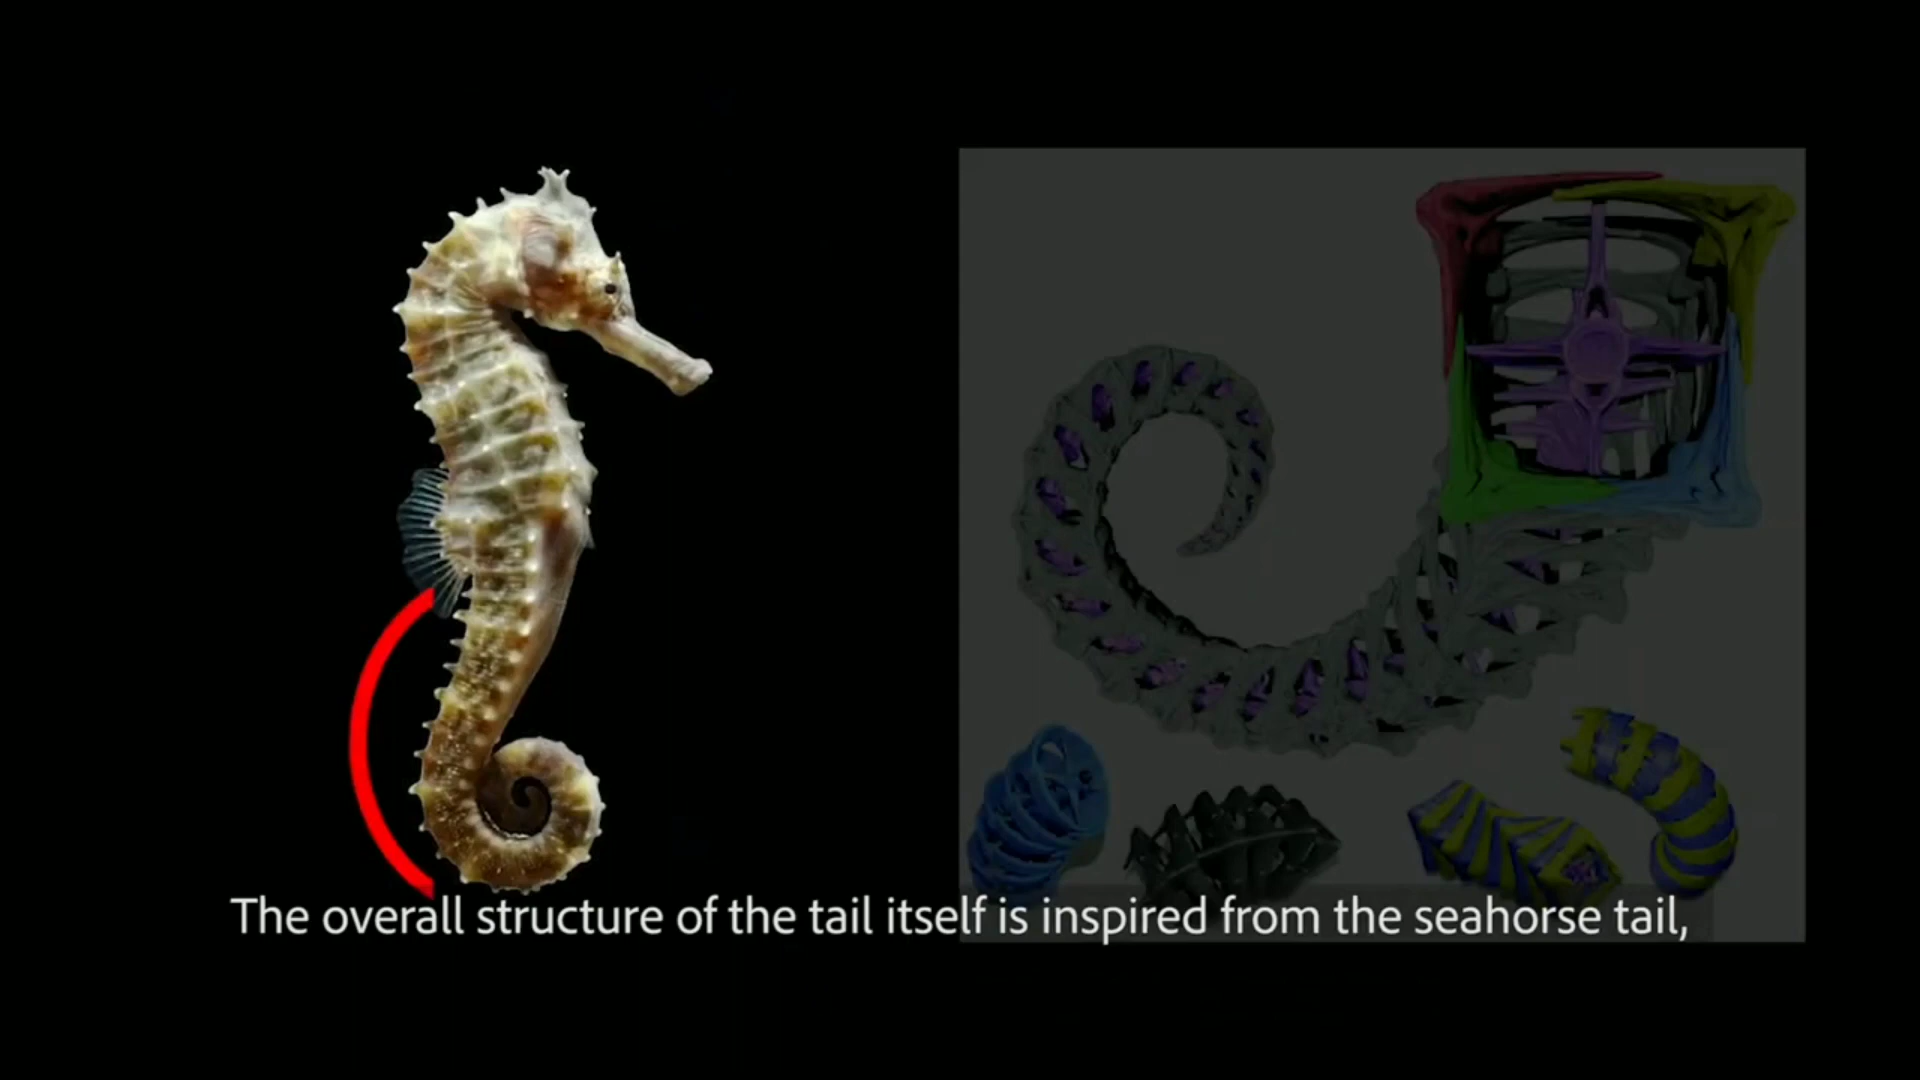 The overall structure of the tail itself is inspired from the seahorse tail,